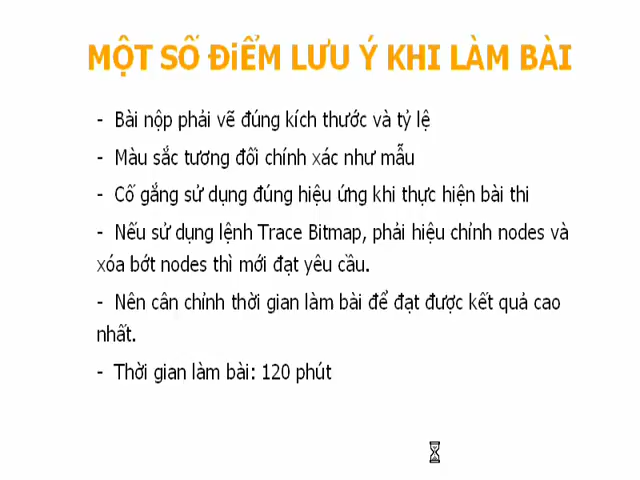 MỘT SỐ ĐiỂM LƯU Ý KHI LÀM BÀI
- Bài nộp phải vẽ đúng kích thước và tỷ lệ
- Màu sắc tương đối chính xác như mẫu
- Cố gắng sử dụng đúng hiệu ứng khi thực hiện bài thi
- Nếu sử dụng lệnh Trace Bitmap, phải hiệu chỉnh nodes và
xóa bớt nodes thì mới đạt yêu cầu.
- Nên cân chỉnh thời gian làm bài để đạt được kết quả cao
nhất.
- Thời gian làm bài: 120 phút